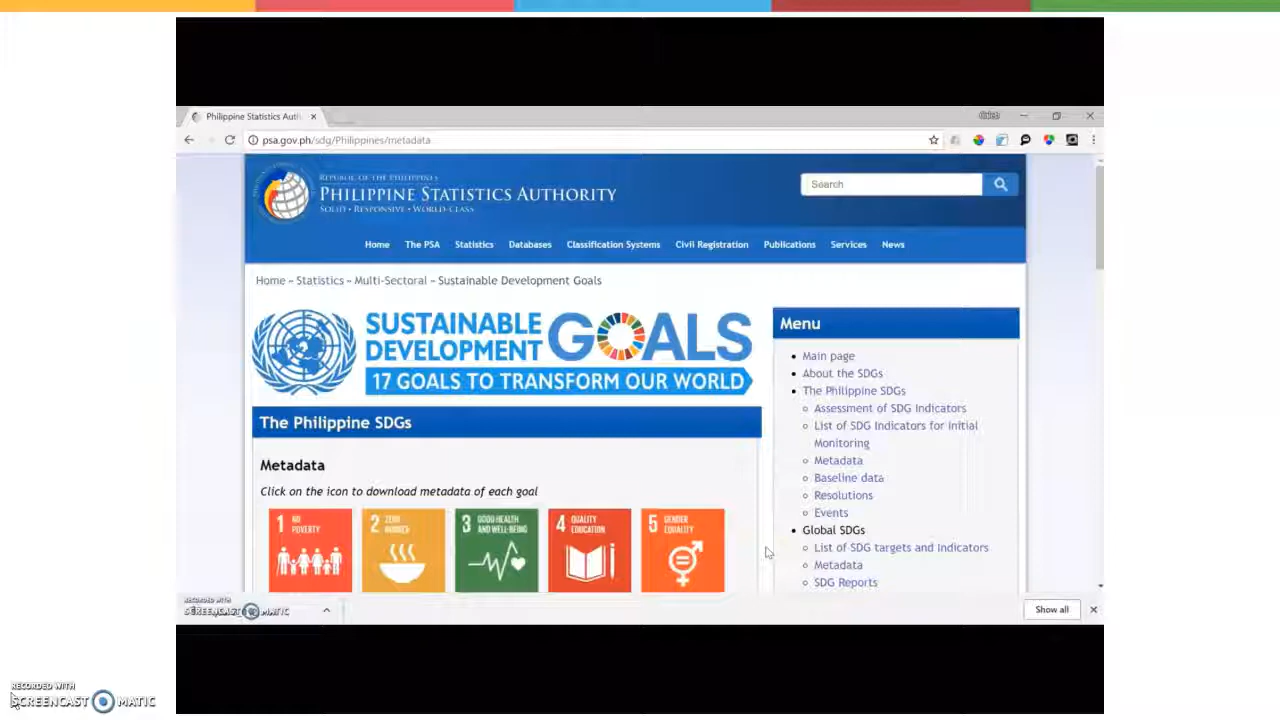 Philippine Statistics Auth
psa.gov.ph/sdg/Philippines/metadata
REPUBLIC OF THE PHILIPPINES
PHILIPPINE STATISTICS AUTHORITY
SOLID • RESPONSIVE • WORLD-CLASS
Search
Home The PSA Statistics Databases Classification Systems Civil Registration Publications Services News
Home » Statistics » Multi-Sectoral » Sustainable Development Goals
SUSTAINABLE DEVELOPMENT GOALS
17 GOALS TO TRANSFORM OUR WORLD
The Philippine SDGs
Metadata
Click on the icon to download metadata of each goal
1 NO POVERTY
2 ZERO HUNGER
3 GOOD HEALTH AND WELL-BEING
4 QUALITY EDUCATION
5 GENDER EQUALITY
Menu
Main page
About the SDGs
The Philippine SDGs
Assessment of SDG Indicators
List of SDG Indicators for Initial
Monitoring
Metadata
Baseline data
Resolutions
Events
Global SDGs
List of SDG targets and Indicators
Metadata
SDG Reports
RECORDED WITH
SCREENCAST MATIC
Show all
RECORDED WITH
SCREENCAST MATIC